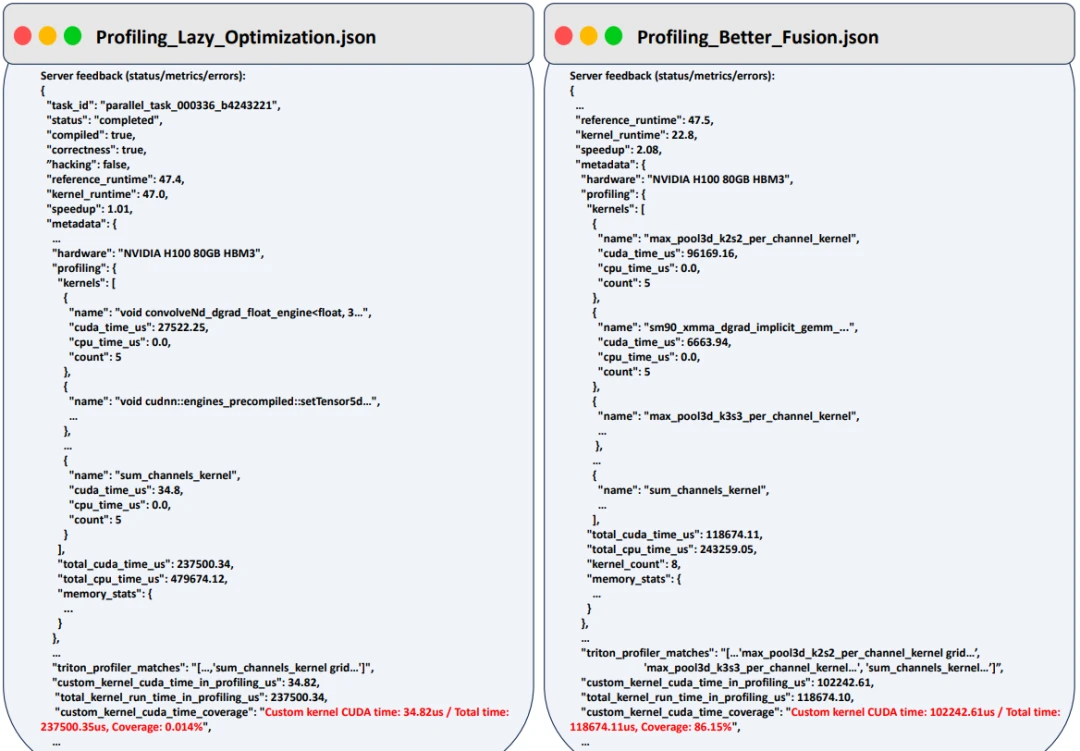 Profiling_Lazy_Optimization.json
Server feedback (status/metrics/errors):
{
"task_id": "parallel_task_000336_b4243221",
"status": "completed",
"compiled": true,
"correctness": true,
"hacking": false,
"reference_runtime": 47.4,
"kernel_runtime": 47.0,
"speedup": 1.01,
"metadata": {
...
"hardware": "NVIDIA H100 80GB HBM3",
"profiling": {
"kernels": [
{
"name": "void convolveNd_dgrad_float_engine<float, 3...",
"cuda_time_us": 27522.25,
"cpu_time_us": 0.0,
"count": 5
},
{
"name": "void cudnn::engines_precompiled::setTensor5d...",
...
},
...
{
"name": "sum_channels_kernel",
"cuda_time_us": 34.8,
"cpu_time_us": 0.0,
"count": 5
}
],
"total_cuda_time_us": 237500.34,
"total_cpu_time_us": 479674.12,
"memory_stats": {
...
}
},
...
"triton_profiler_matches": "[...,'sum_channels_kernel grid...']",
"custom_kernel_cuda_time_in_profiling_us": 34.82,
"total_kernel_run_time_in_profiling_us": 237500.34,
"custom_kernel_cuda_time_coverage": "Custom kernel CUDA time: 34.82us / Total time:
237500.35us, Coverage: 0.014%",
...
Profiling_Better_Fusion.json
Server feedback (status/metrics/errors):
{
...
"reference_runtime": 47.5,
"kernel_runtime": 22.8,
"speedup": 2.08,
"metadata": {
"hardware": "NVIDIA H100 80GB HBM3",
"profiling": {
"kernels": [
{
"name": "max_pool3d_k2s2_per_channel_kernel",
"cuda_time_us": 96169.16,
"cpu_time_us": 0.0,
"count": 5
},
{
"name": "sm90_xmma_dgrad_implicit_gemm_...",
"cuda_time_us": 6663.94,
"cpu_time_us": 0.0,
"count": 5
},
{
"name": "max_pool3d_k3s3_per_channel_kernel",
...
},
...
{
"name": "sum_channels_kernel",
...
],
"total_cuda_time_us": 118674.11,
"total_cpu_time_us": 243259.05,
"kernel_count": 8,
"memory_stats": {
...
}
},
...
"triton_profiler_matches": "[...'max_pool3d_k2s2_per_channel_kernel grid...',
'max_pool3d_k3s3_per_channel_kernel...', 'sum_channels_kernel...']",
"custom_kernel_cuda_time_in_profiling_us": 102242.61,
"total_kernel_run_time_in_profiling_us": 118674.10,
"custom_kernel_cuda_time_coverage": "Custom kernel CUDA time: 102242.61us / Total time:
118674.11us, Coverage: 86.15%",
...